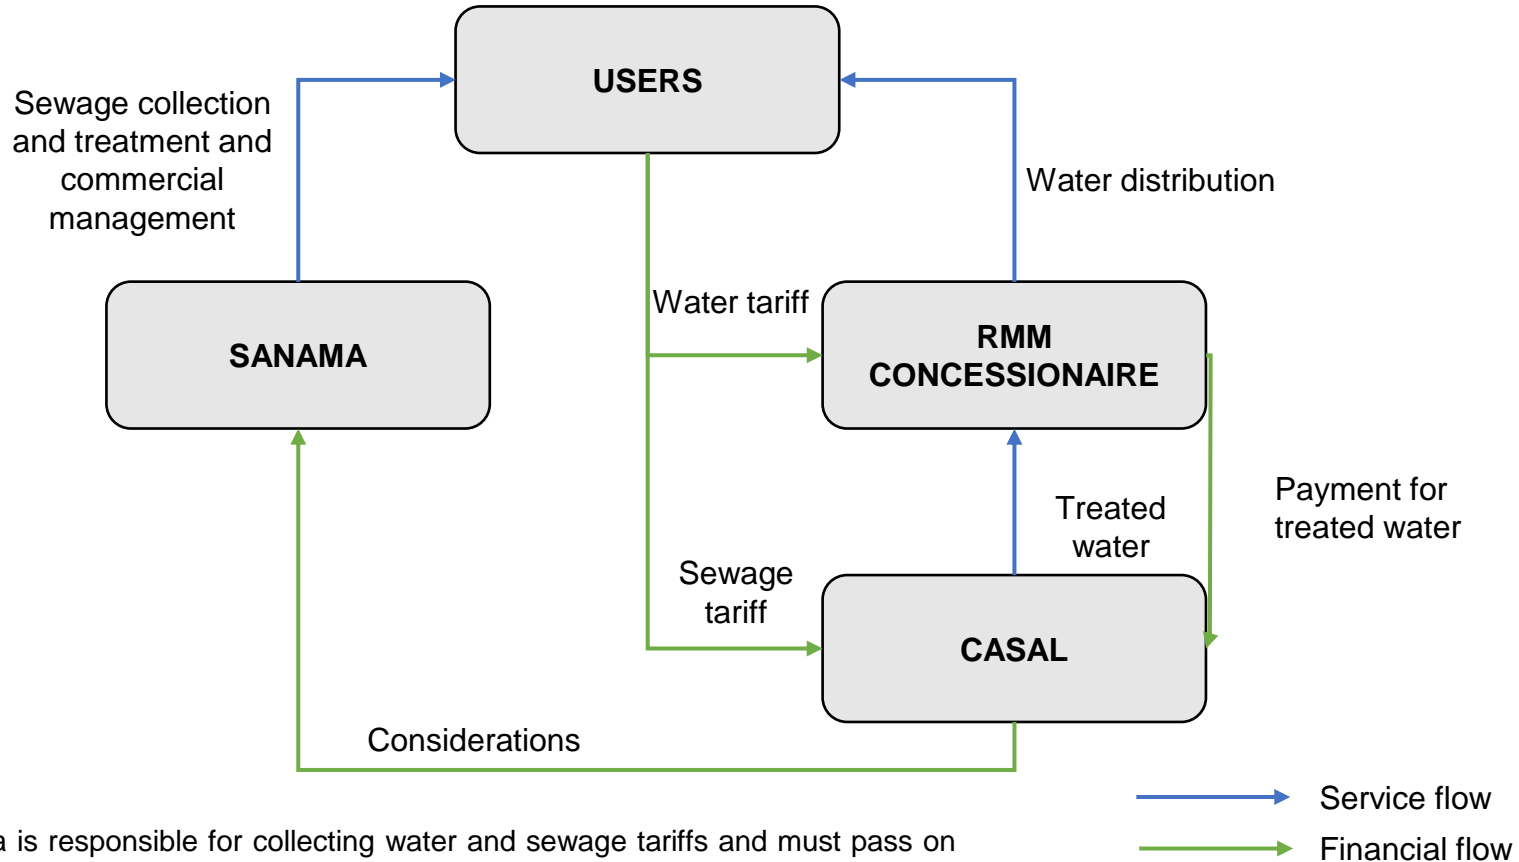 USERS
Sewage collection
and treatment and
commercial
management
Water distribution
Water tariff
SANAMA
RMM
CONCESSIONAIRE
Treated
water
Payment for
treated water
Sewage
tariff
CASAL
Considerations
Service flow
Financial flow
is responsible for collecting water and sewage tariffs and must pass on